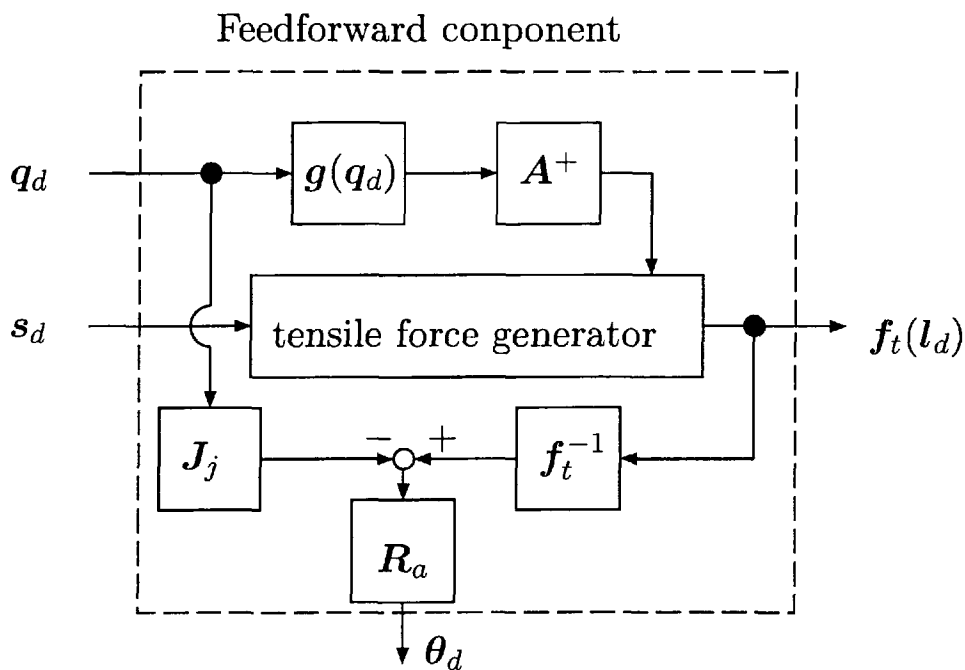 Feedforward conponent
q_d
g(q_d)
A^+
s_d
tensile force generator
f_t(l_d)
J_j
−
+
f_t^{-1}
R_a
θ_d